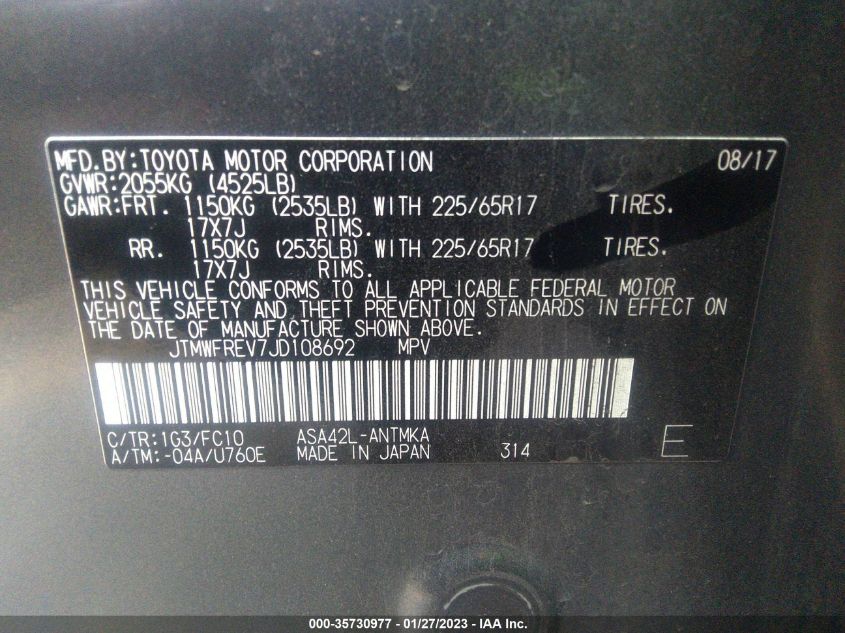 MFD.BY:TOYOTA MOTOR CORPORATION 08/17
GVWR:2055KG (4525LB)
GAWR:FRT. 1150KG (2535LB) WITH 225/65R17 TIRES.
17X7J RIMS.
RR. 1150KG (2535LB) WITH 225/65R17 TIRES.
17X7J RIMS.
THIS VEHICLE CONFORMS TO ALL APPLICABLE FEDERAL MOTOR
VEHICLE SAFETY AND THEFT PREVENTION STANDARDS IN EFFECT ON
THE DATE OF MANUFACTURE SHOWN ABOVE.
JTMWFREV7JD108692 MPV
C/TR:1G3/FC10 ASA42L-ANTMKA
A/TM:-04A/U760E MADE IN JAPAN 314 E
000-35730977 — 01/27/2023 — IAA Inc.